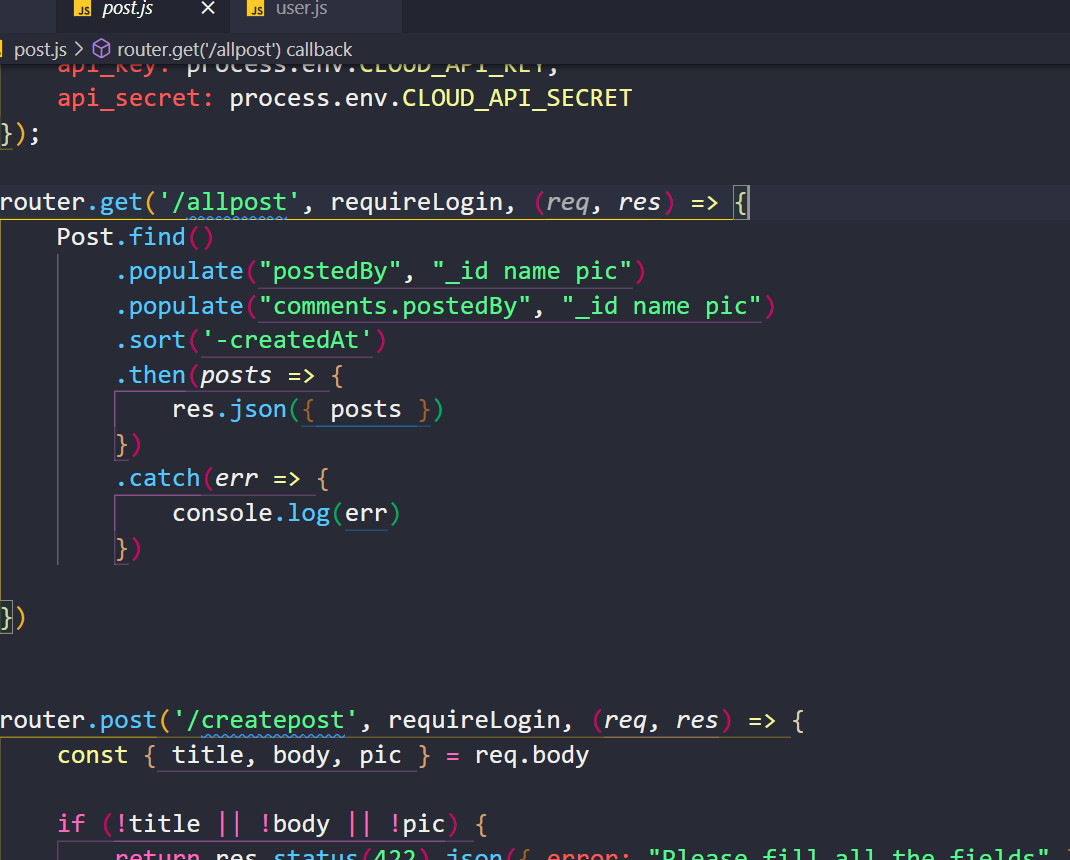 JS post.js × JS user.js
post.js > router.get('/allpost') callback
api_key: process.env.CLOUD_API_KEY,
api_secret: process.env.CLOUD_API_SECRET
});
router.get('/allpost', requireLogin, (req, res) => {
Post.find()
.populate("postedBy", "_id name pic")
.populate("comments.postedBy", "_id name pic")
.sort('-createdAt')
.then(posts => {
res.json({ posts })
})
.catch(err => {
console.log(err)
})
})
router.post('/createpost', requireLogin, (req, res) => {
const { title, body, pic } = req.body
if (!title || !body || !pic) {
return res.status(422).json({ error: "Please fill all the fields"